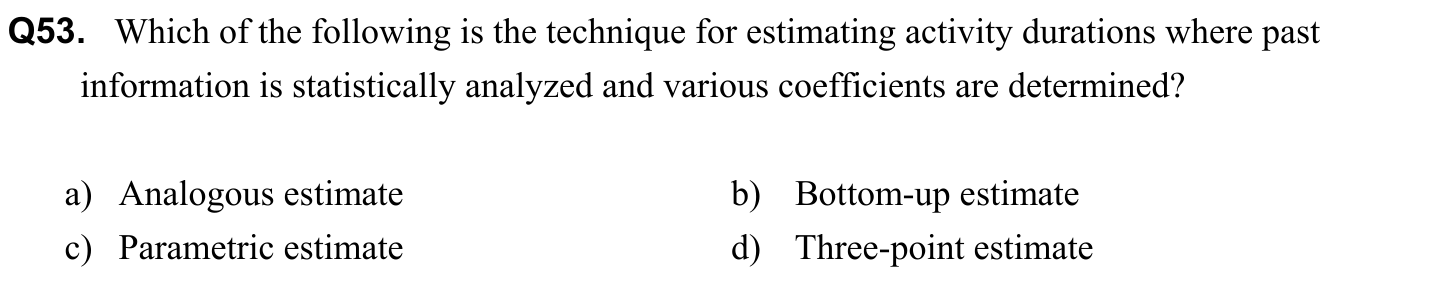 Q53. Which of the following is the technique for estimating activity durations where past
information is statistically analyzed and various coefficients are determined?
a) Analogous estimate b) Bottom-up estimate
c) Parametric estimate d) Three-point estimate